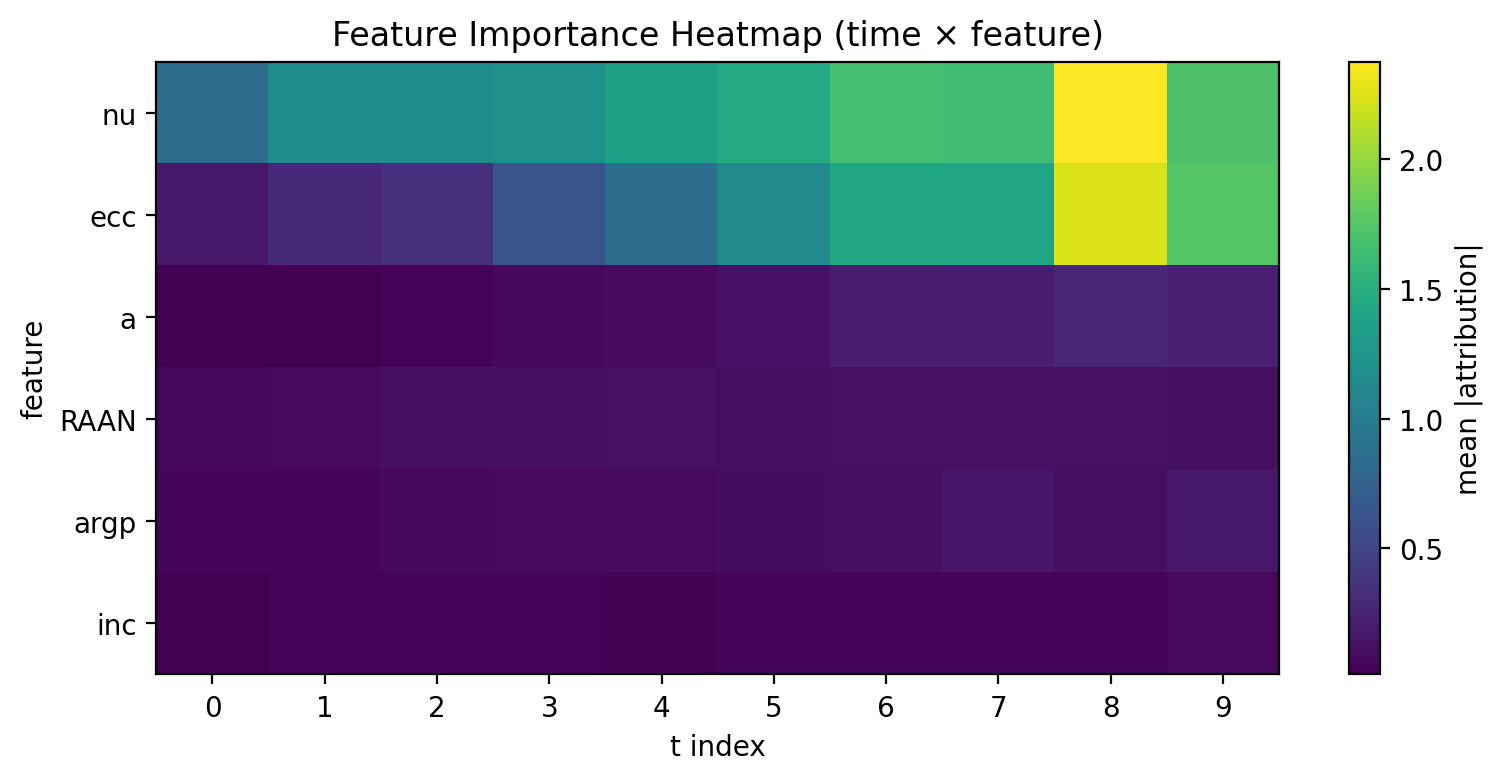 Feature Importance Heatmap (time × feature)
feature
nu
ecc
a
RAAN
argp
inc
0 1 2 3 4 5 6 7 8 9
t index
2.0
1.5
1.0
0.5
mean |attribution|